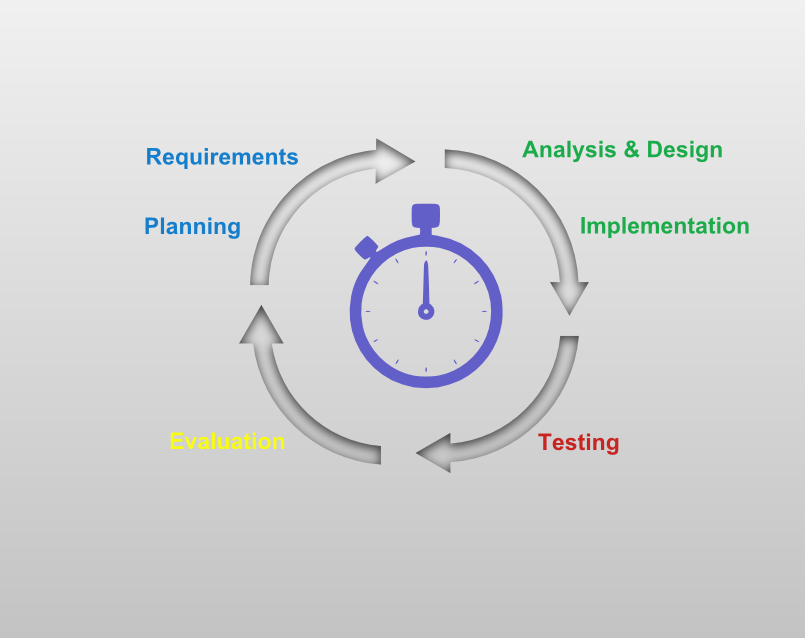 Requirements
Analysis & Design
Planning
Implementation
Evaluation
Testing